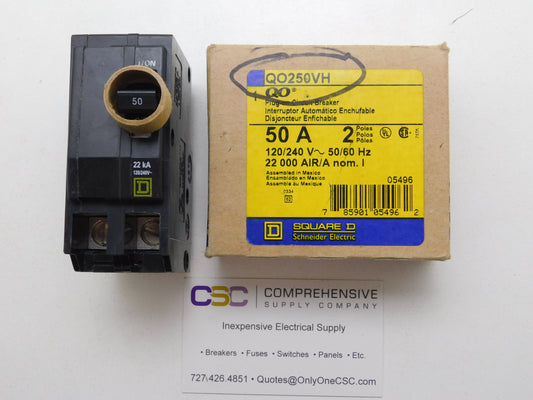 I/ON
50
22 kA
120/240V~
QO250VH
QO®
Plug-on Circuit Breaker
Interruptor Automático Enchufable
Disjoncteur Enfichable
50 A
2 Poles
Polos
Pôles
120/240 V~ 50/60 Hz
22 000 AIR/A nom. I
Assembled in Mexico
Ensamblado en Mexico
Assemble au Mexique
05496
0334
7 85901 05496 2
SQUARE D
Schneider Electric
CSC COMPREHENSIVE
SUPPLY COMPANY
Inexpensive Electrical Supply
• Breakers • Fuses • Switches • Panels • Etc.
727.426.4851 • Quotes@OnlyOneCSC.com